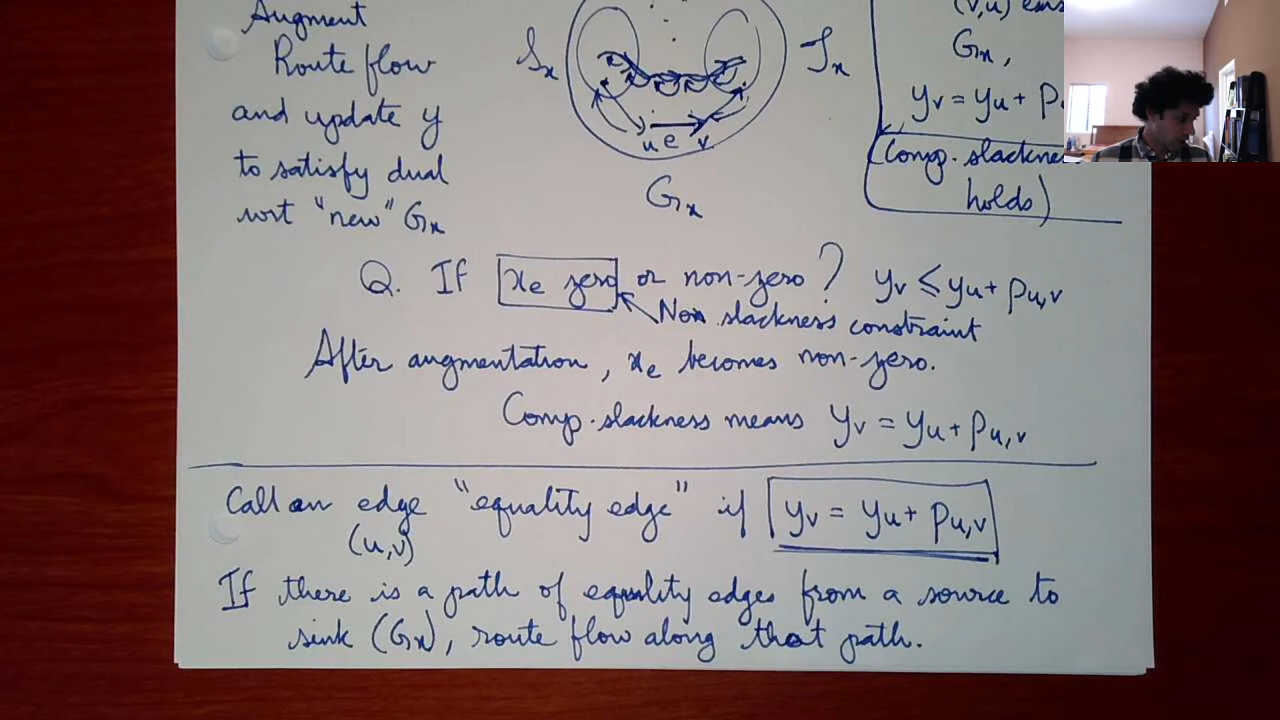 Augment
Route flow
and update y
to satisfy dual
wrt "new" Gx
Sx
Tx
u e v
Gx
(v,u) exis
Gx,
yv = yu + p
(Comp. slackne
holds)
Q. If xe zero or non-zero? yv ≤ yu + pu,v
Non slackness constraint
After augmentation, xe becomes non-zero.
Comp. slackness means yv = yu + pu,v
Call an edge "equality edge" if yv = yu + pu,v
(u,v)
If there is a path of equality edges from a source to
sink (Gx), route flow along that path.